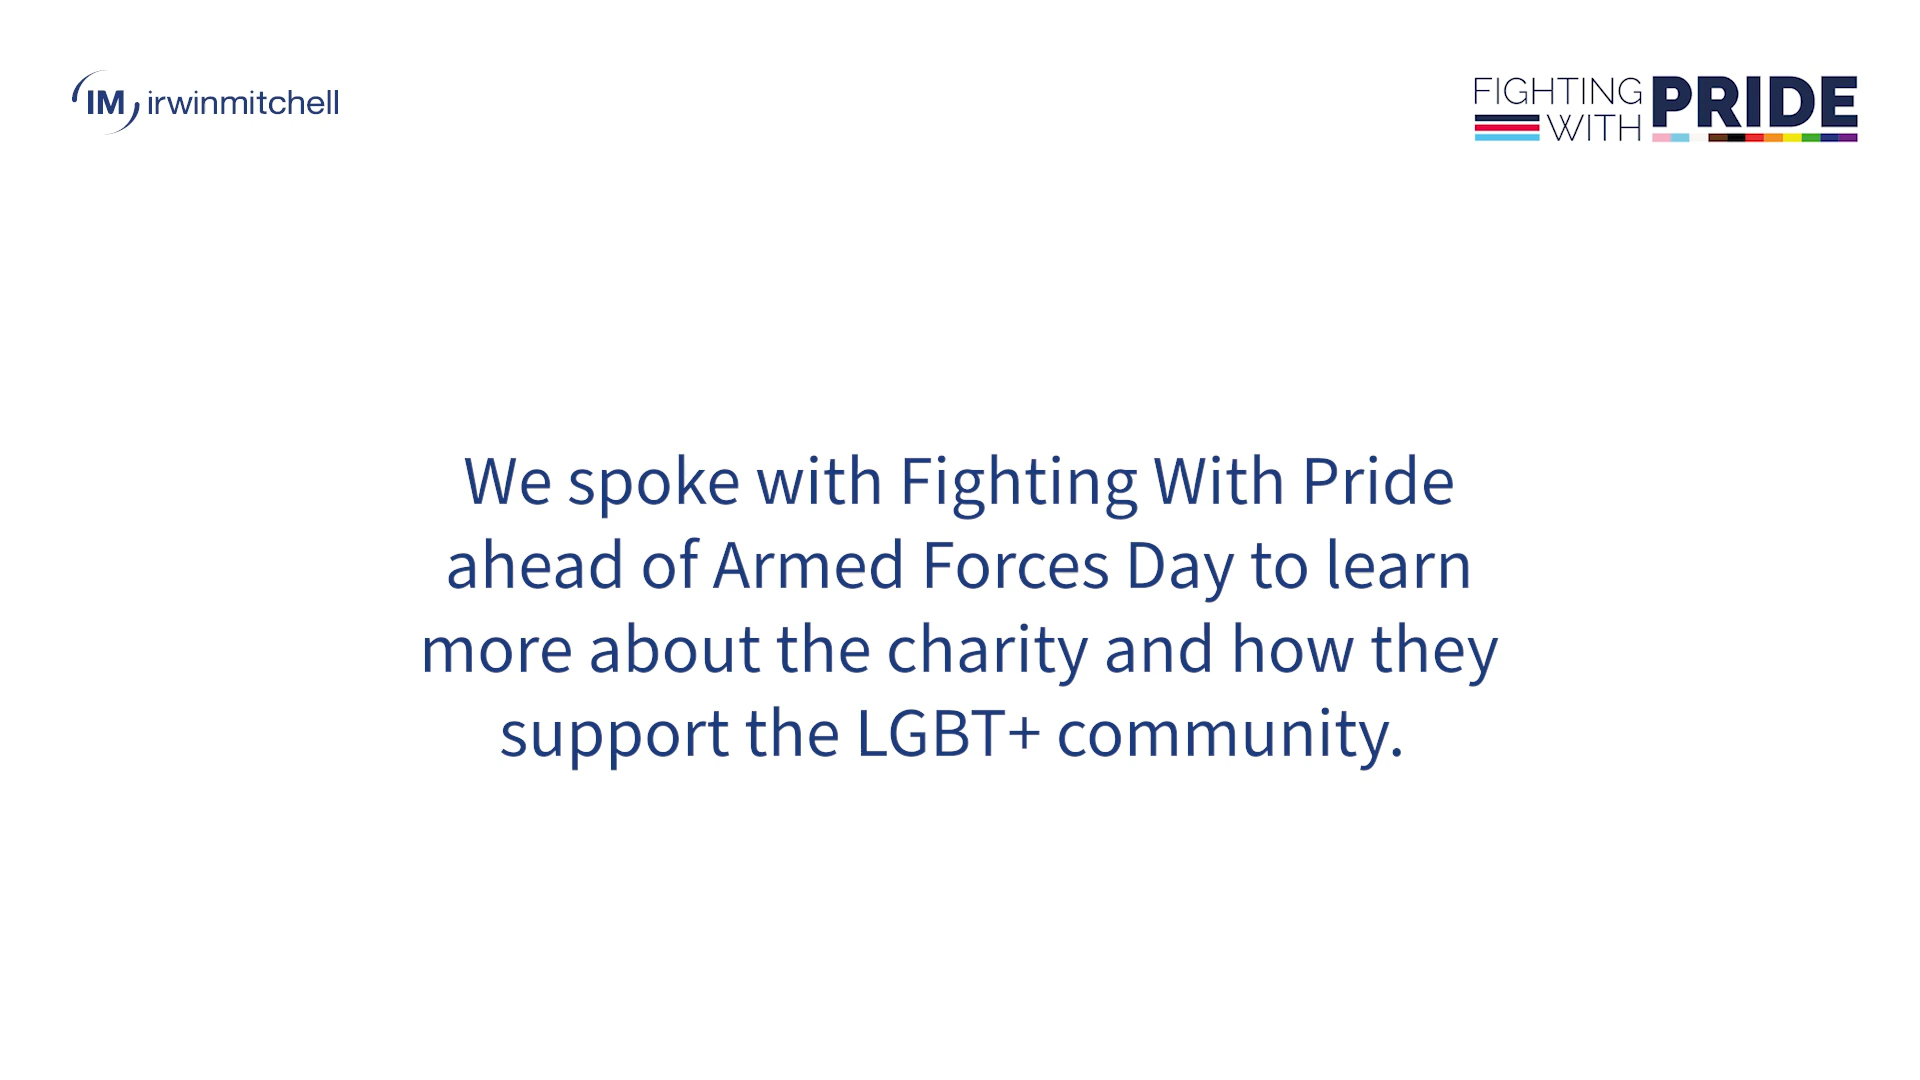 IM irwinmitchell
FIGHTING WITH PRIDE
We spoke with Fighting With Pride
ahead of Armed Forces Day to learn
more about the charity and how they
support the LGBT+ community.